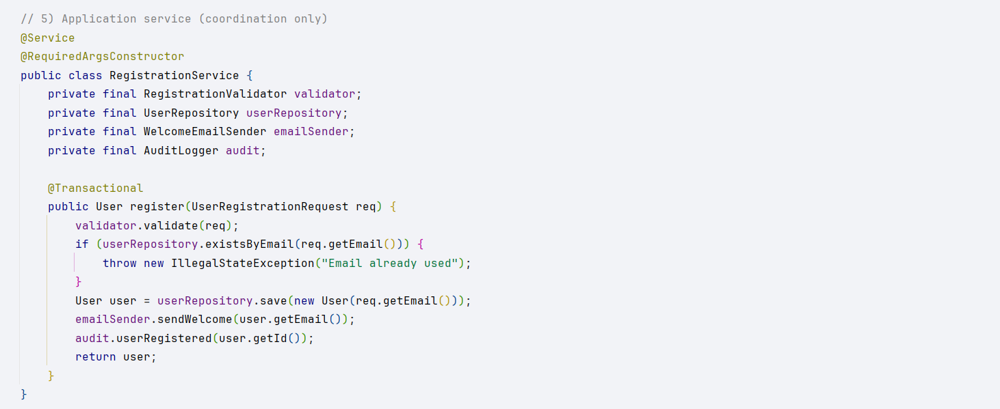 // 5) Application service (coordination only)
@Service
@RequiredArgsConstructor
public class RegistrationService {
    private final RegistrationValidator validator;
    private final UserRepository userRepository;
    private final WelcomeEmailSender emailSender;
    private final AuditLogger audit;

    @Transactional
    public User register(UserRegistrationRequest req) {
        validator.validate(req);
        if (userRepository.existsByEmail(req.getEmail())) {
            throw new IllegalStateException("Email already used");
        }
        User user = userRepository.save(new User(req.getEmail()));
        emailSender.sendWelcome(user.getEmail());
        audit.userRegistered(user.getId());
        return user;
    }
}